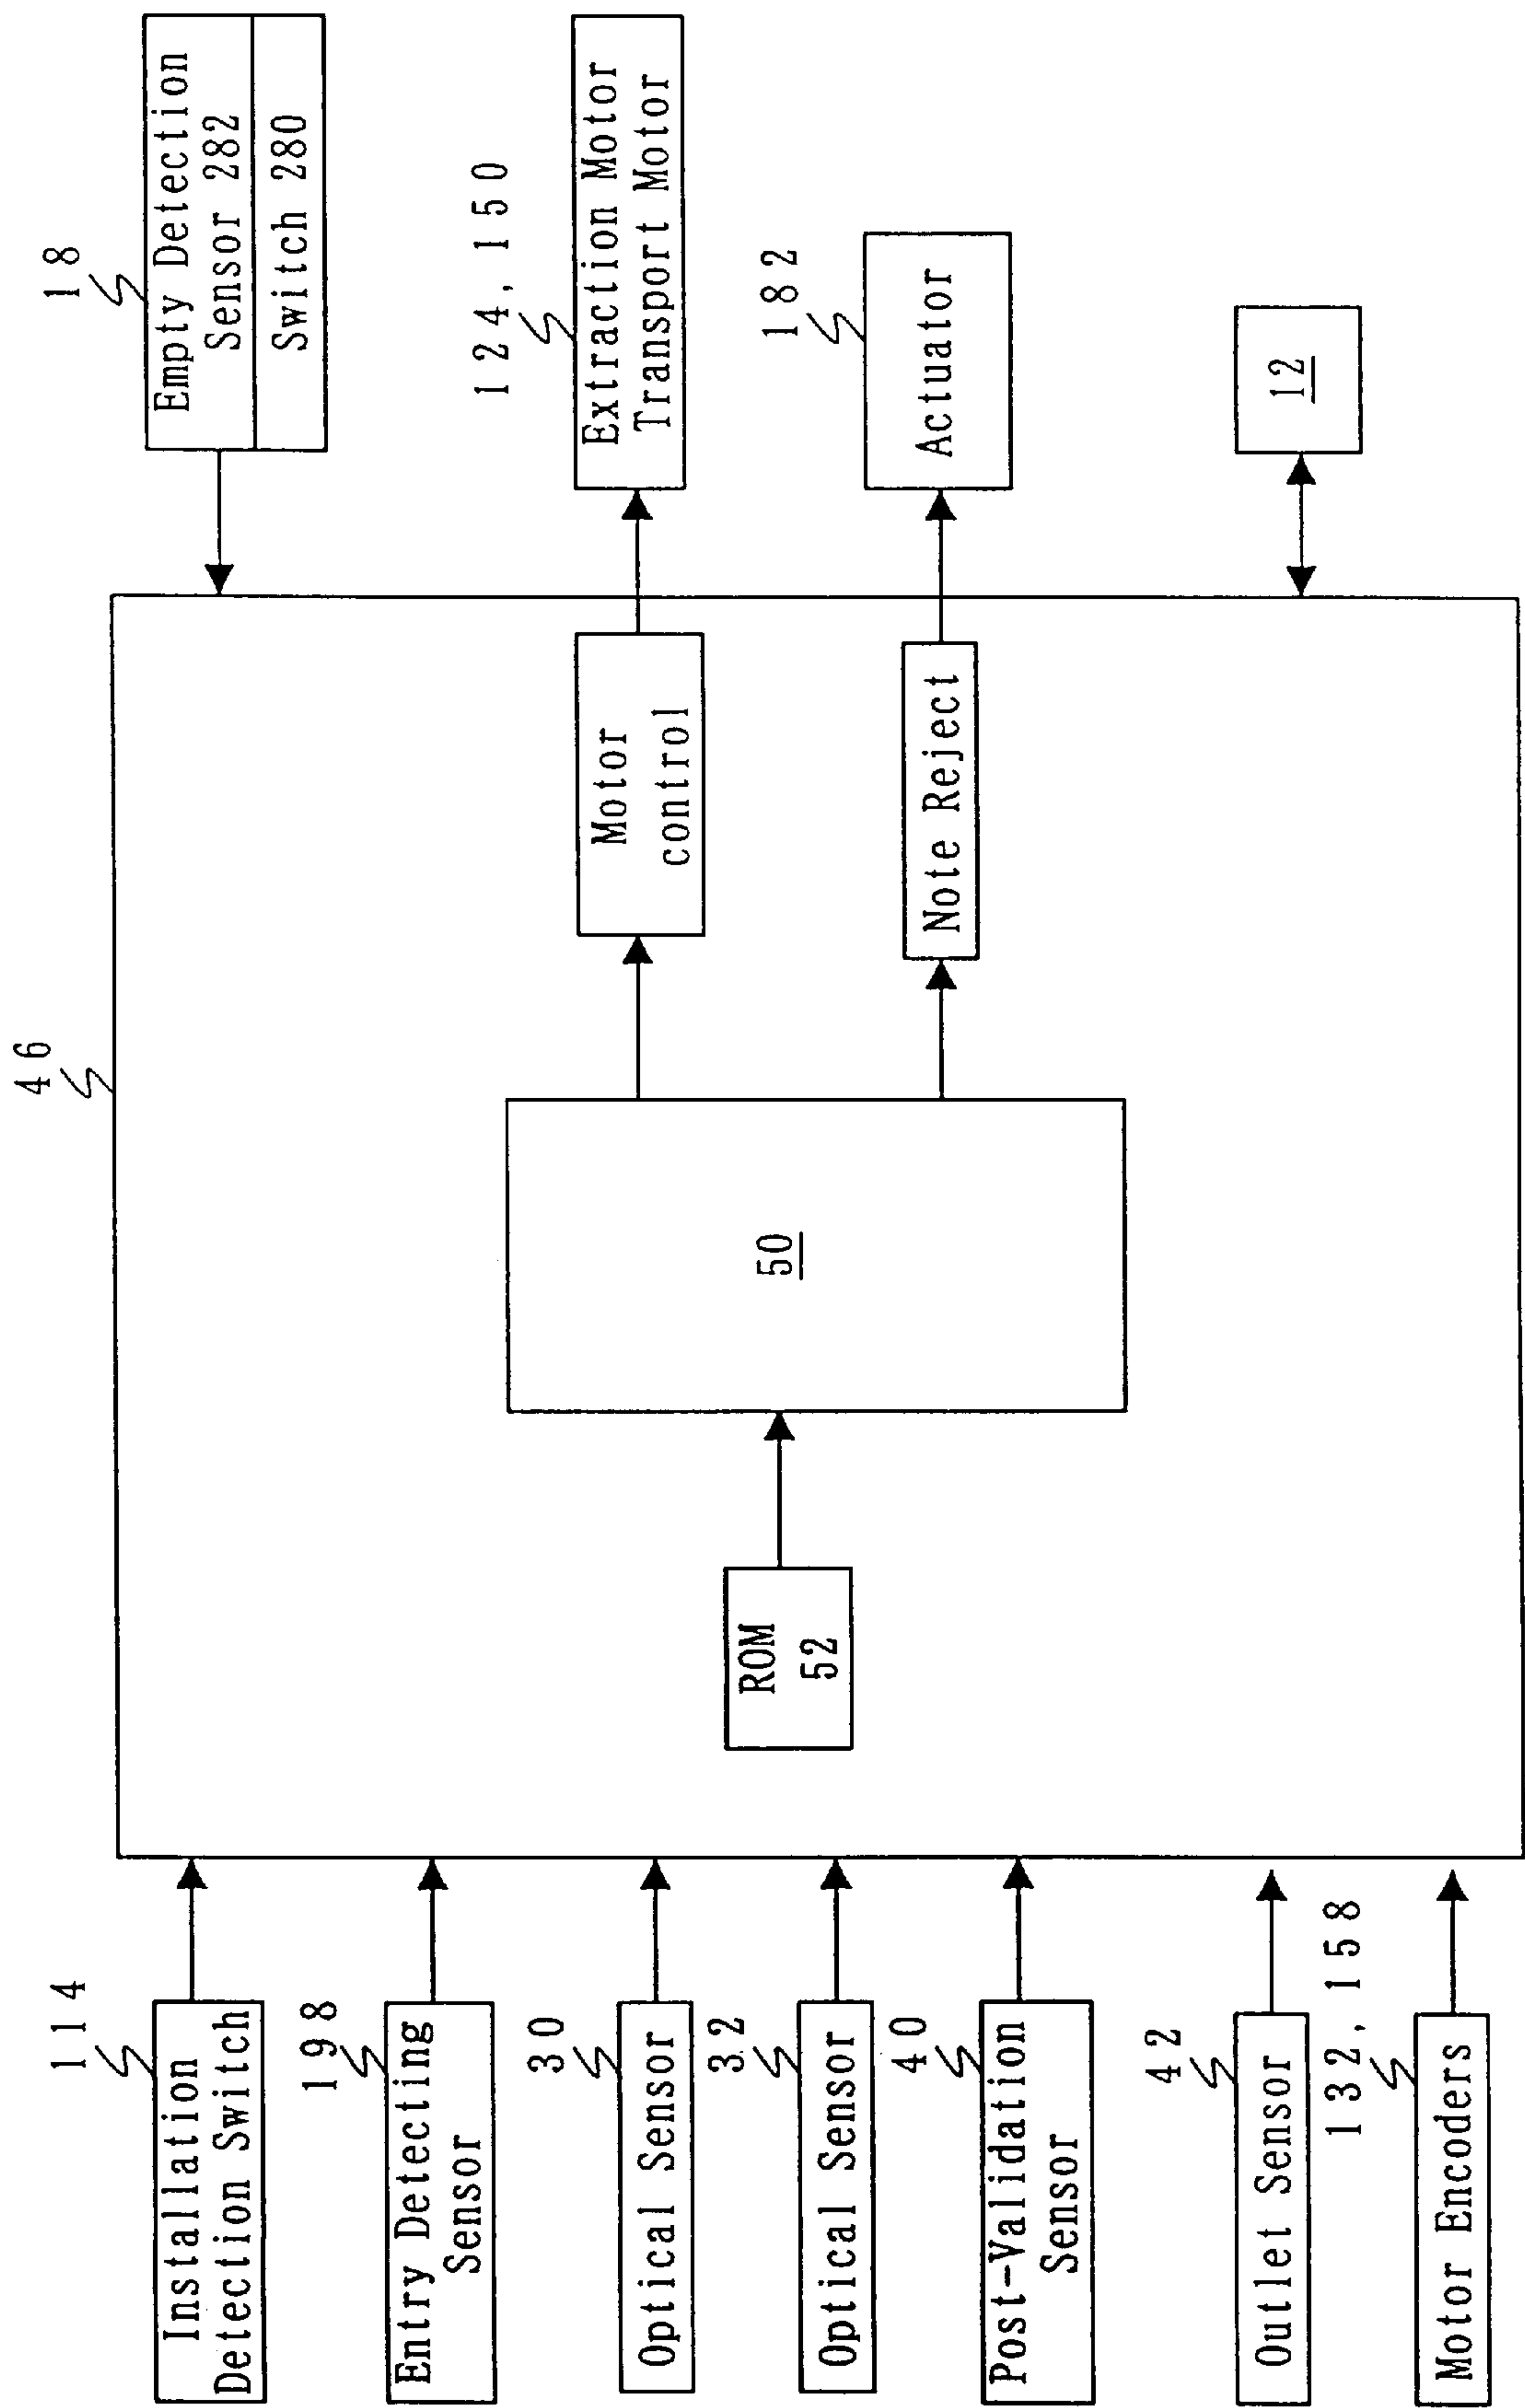 46
114
Installation
Detection Switch
198
Entry Detecting
Sensor
30
Optical Sensor
32
Optical Sensor
40
Post-Validation
Sensor
42
Outlet Sensor
132, 158
Motor Encoders
ROM
52
50
Motor
control
Note Reject
18
Empty Detection
Sensor 282
Switch 280
124, 150
Extraction Motor
Transport Motor
182
Actuator
12